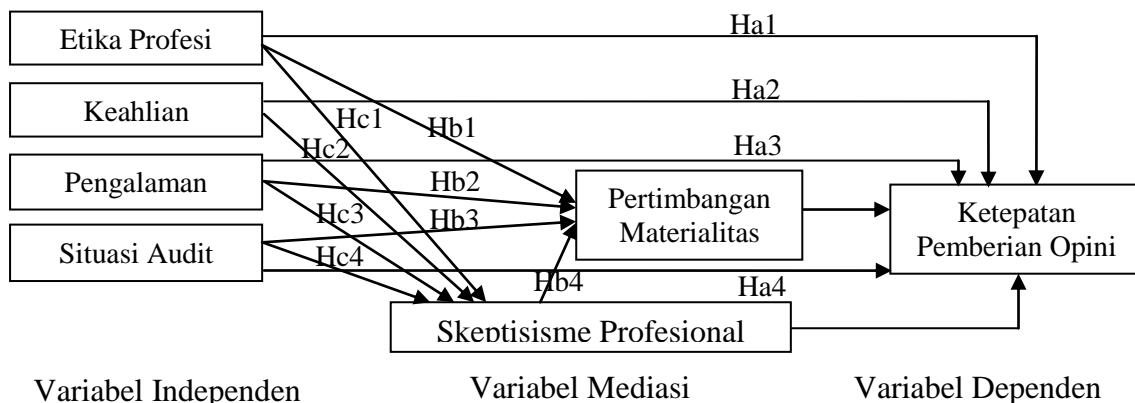 Etika Profesi
Keahlian
Pengalaman
Situasi Audit
Ha1
Ha2
Ha3
Ha4
Hc1
Hc2
Hc3
Hc4
Hb1
Hb2
Hb3
Hb4
Pertimbangan
Materialitas
Skeptisisme Profesional
Ketepatan
Pemberian Opini
Variabel Independen
Variabel Mediasi
Variabel Dependen